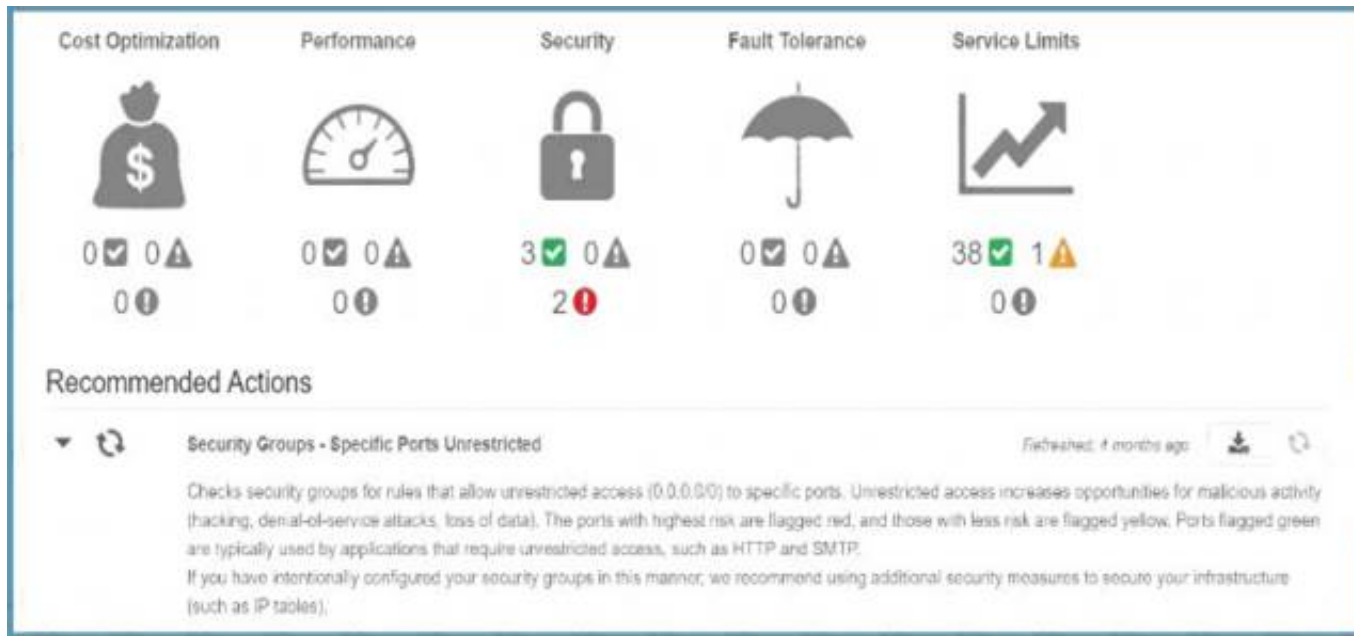 Cost Optimization Performance Security Fault Tolerance Service Limits
$
0 0 0 0 3 0 0 0 38 1
0 0 2 0 0
Recommended Actions
Security Groups - Specific Ports Unrestricted Refreshed: 4 months ago
Checks security groups for rules that allow unrestricted access (0.0.0.0/0) to specific ports. Unrestricted access increases opportunities for malicious activity
(hacking, denial-of-service attacks, loss of data). The ports with highest risk are flagged red, and those with less risk are flagged yellow. Ports flagged green
are typically used by applications that require unrestricted access, such as HTTP and SMTP.
If you have intentionally configured your security groups in this manner, we recommend using additional security measures to secure your infrastructure
(such as IP tables).